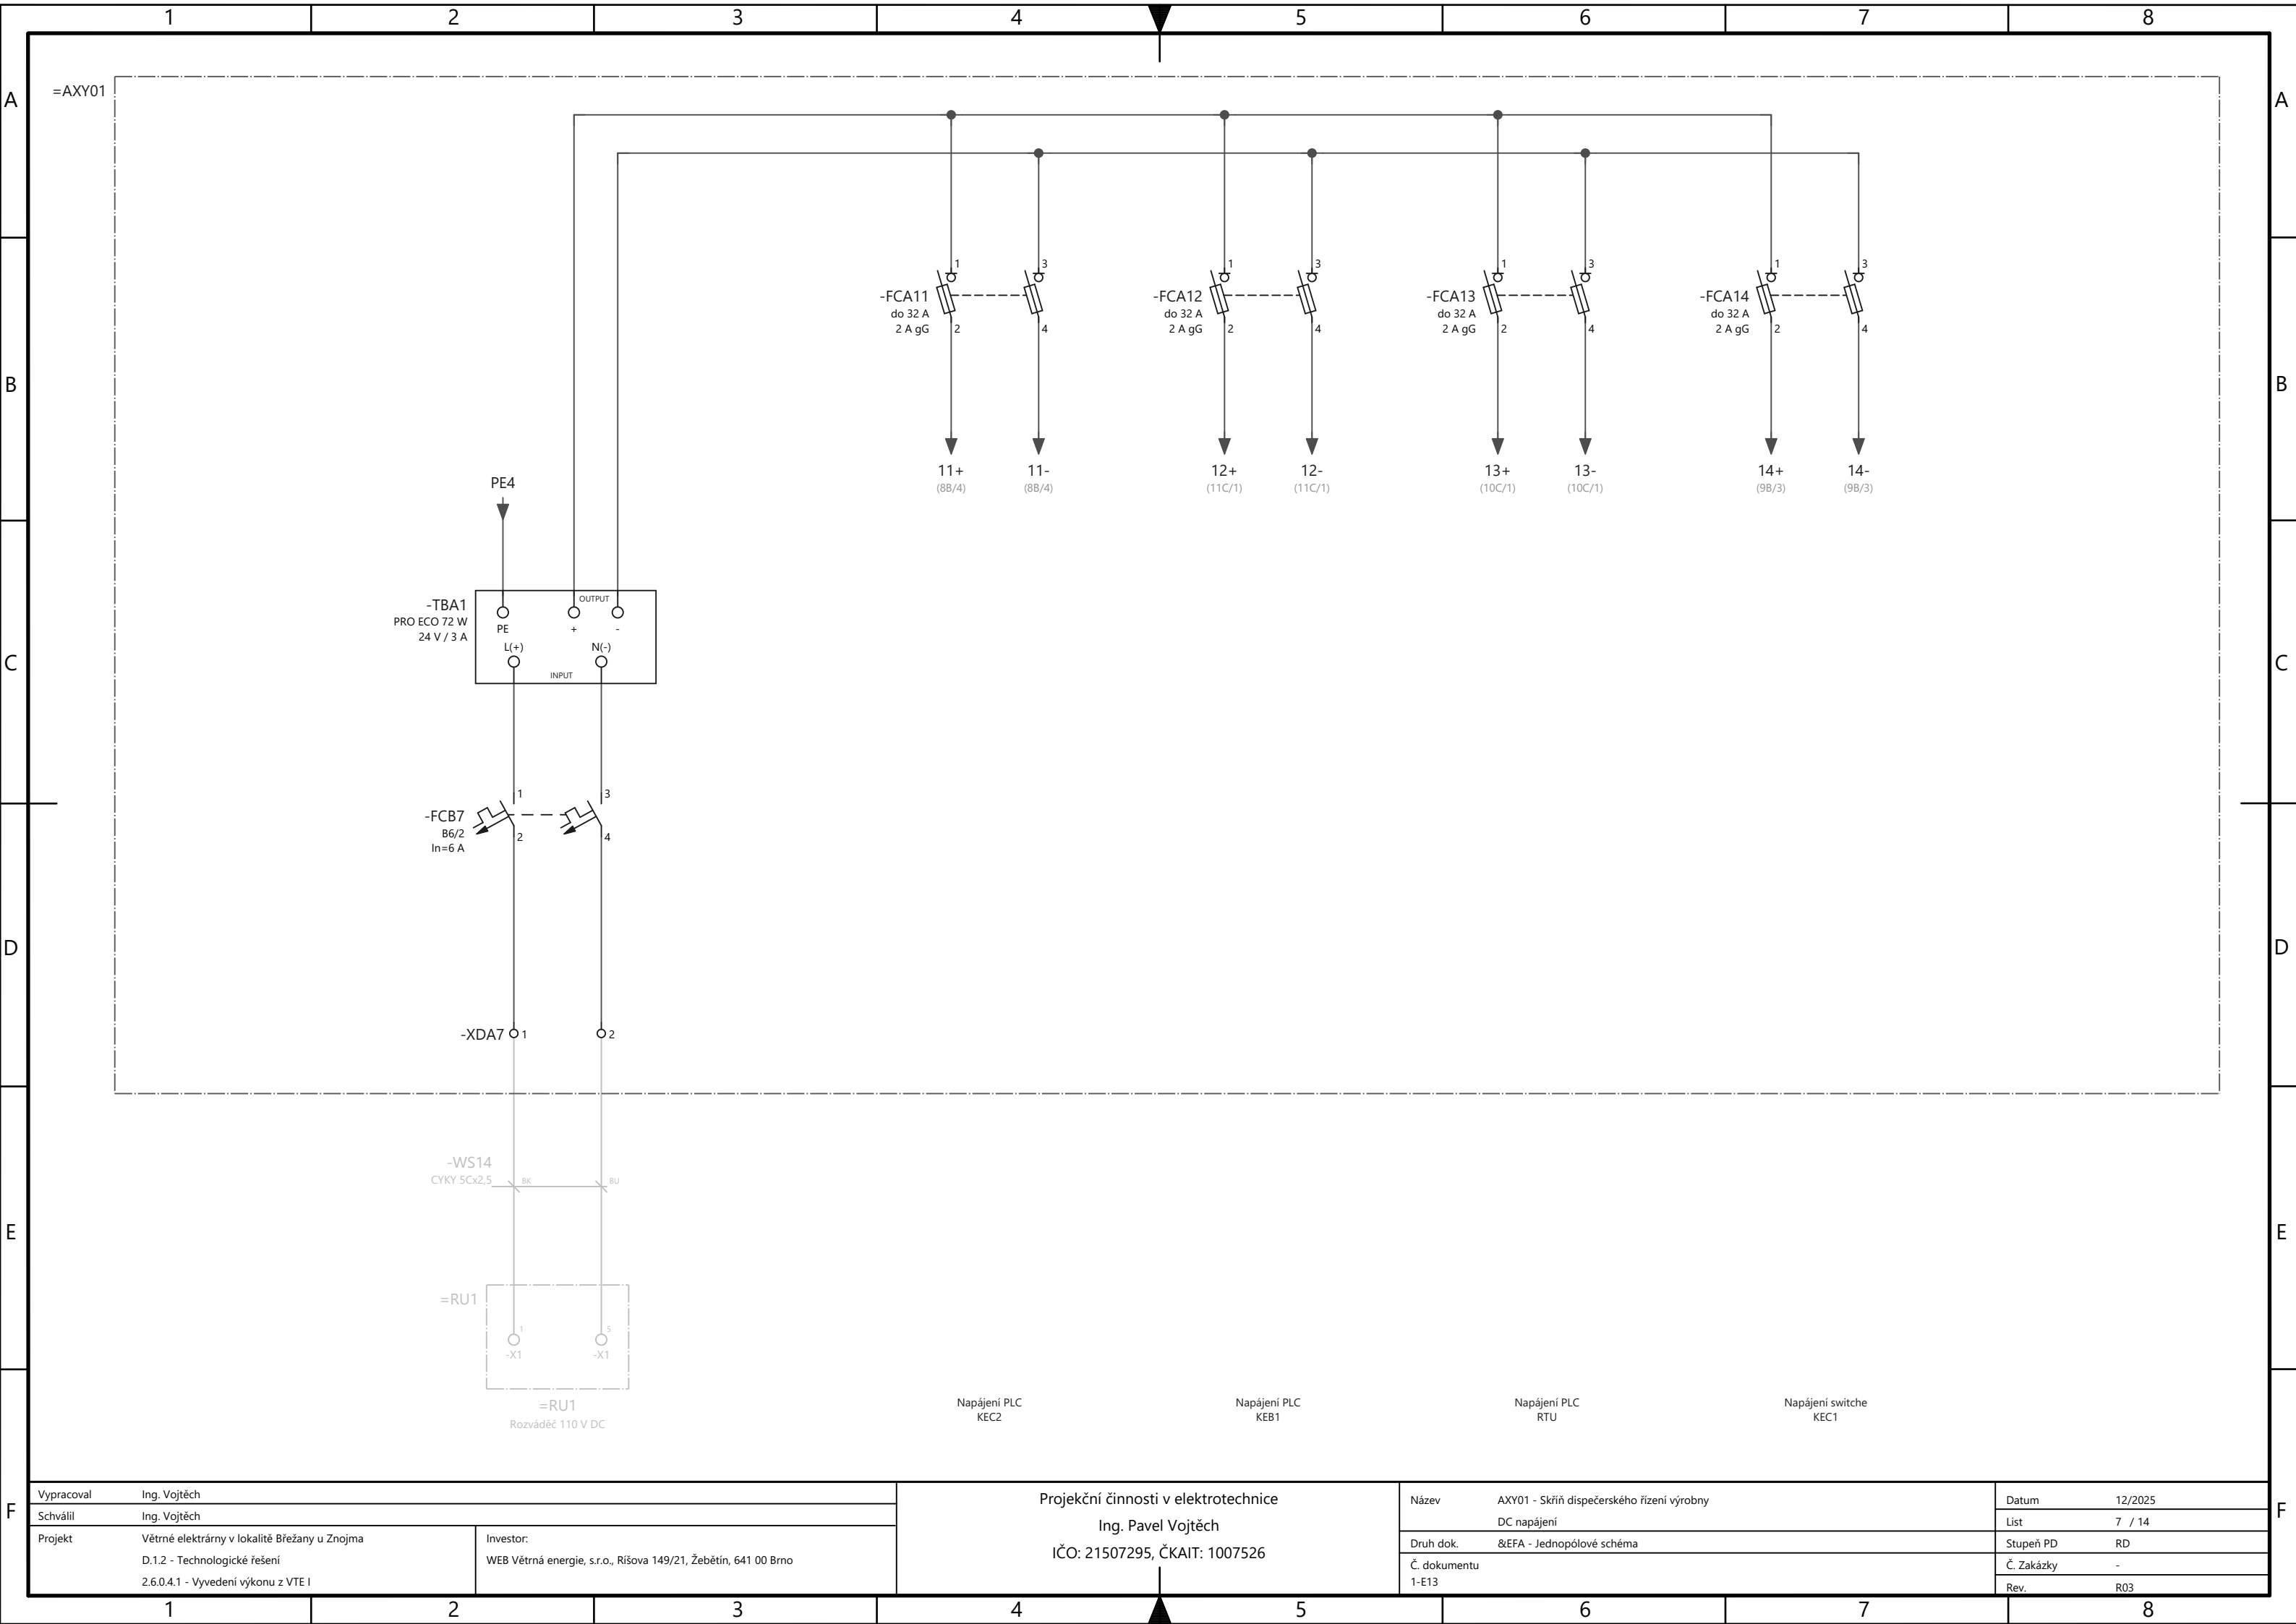 1 2 3 4 5 6 7 8
A A
=AXY01
1 3 1 3 1 3 1 3
-FCA11 -FCA12 -FCA13 -FCA14
do 32 A do 32 A do 32 A do 32 A
2 A gG 2 4 2 A gG 2 4 2 A gG 2 4 2 A gG 2 4
B B
11+ 11- 12+ 12- 13+ 13- 14+ 14-
(8B/4) (8B/4) (11C/1) (11C/1) (10C/1) (10C/1) (9B/3) (9B/3)
PE4
-TBA1 OUTPUT
PRO ECO 72 W PE + -
24 V / 3 A
L(+) N(-)
C C
INPUT
1 3
-FCB7
B6/2 2 4
In=6 A
D D
-XDA7 1 2
-WS14
CYKY 5Cx2,5 BK BU
E E
=RU1
1 5
-X1 -X1
=RU1
Rozváděč 110 V DC
Napájení PLC Napájení PLC Napájení PLC Napájení switche
KEC2 KEB1 RTU KEC1
F F
Vypracoval Ing. Vojtěch
Schválil Ing. Vojtěch
Projekt Větrné elektrárny v lokalitě Břežany u Znojma
D.1.2 - Technologické řešení
2.6.0.4.1 - Vyvedení výkonu z VTE I
Investor:
WEB Větrná energie, s.r.o., Ríšova 149/21, Žebětín, 641 00 Brno
Projekční činnosti v elektrotechnice
Ing. Pavel Vojtěch
IČO: 21507295, ČKAIT: 1007526
Název AXY01 - Skříň dispečerského řízení výrobny
DC napájení
Druh dok. &EFA - Jednopólové schéma
Č. dokumentu
1-E13
Datum 12/2025
List 7 / 14
Stupeň PD RD
Č. Zakázky -
Rev. R03
1 2 3 4 5 6 7 8